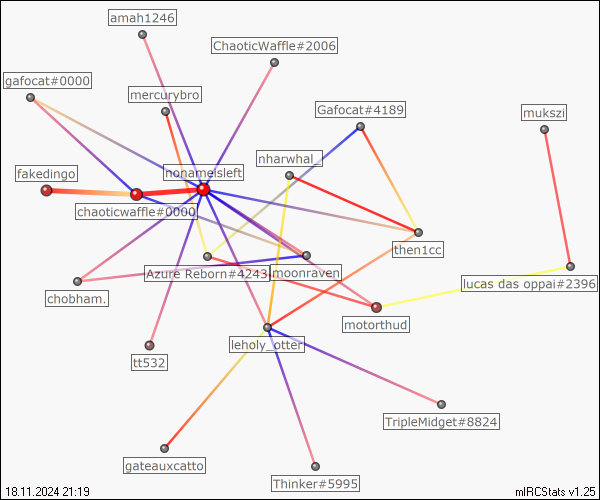 amah1246
ChaoticWaffle#2006
gafocat#0000
mercurybro
Gafocat#4189
mukszi
nharwhal_
nonameisleft
fakedingo
chaoticwaffle#0000
then1cc
Azure Reborn#4243
moonraven
lucas das oppai#2396
chobham.
motorthud
leholy_otter
tt532
TripleMidget#8824
gateauxcatto
Thinker#5995
18.11.2024 21:19
mIRCStats v1.25